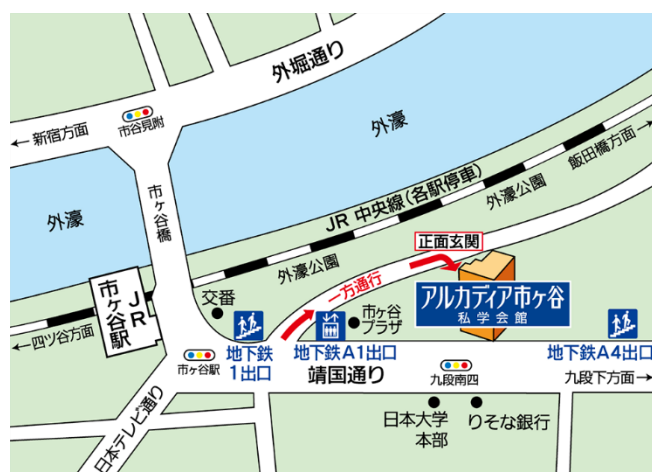 外堀通り
←新宿方面
市谷見附
外濠
飯田橋方面→
市ヶ谷橋
JR 中央線(各駅停車)
外濠公園
外濠
正面玄関
外濠公園
一方通行
アルカディア市ヶ谷
私学会館
JR
市ヶ谷駅
交番
市ヶ谷
プラザ
←四ツ谷方面
地下鉄
1出口
地下鉄A1出口
地下鉄A4出口
市ヶ谷駅
靖国通り
九段南四
九段下方面→
日本テレビ通り
日本大学
本部
りそな銀行